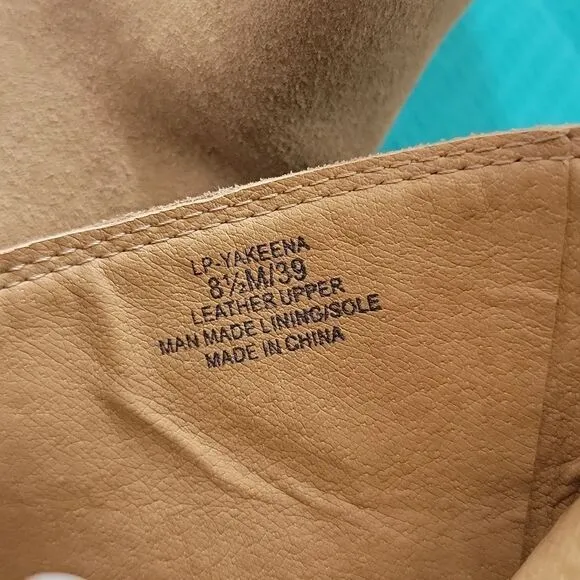 LP-YAKEENA
8½M/39
LEATHER UPPER
MAN MADE LINING/SOLE
MADE IN CHINA